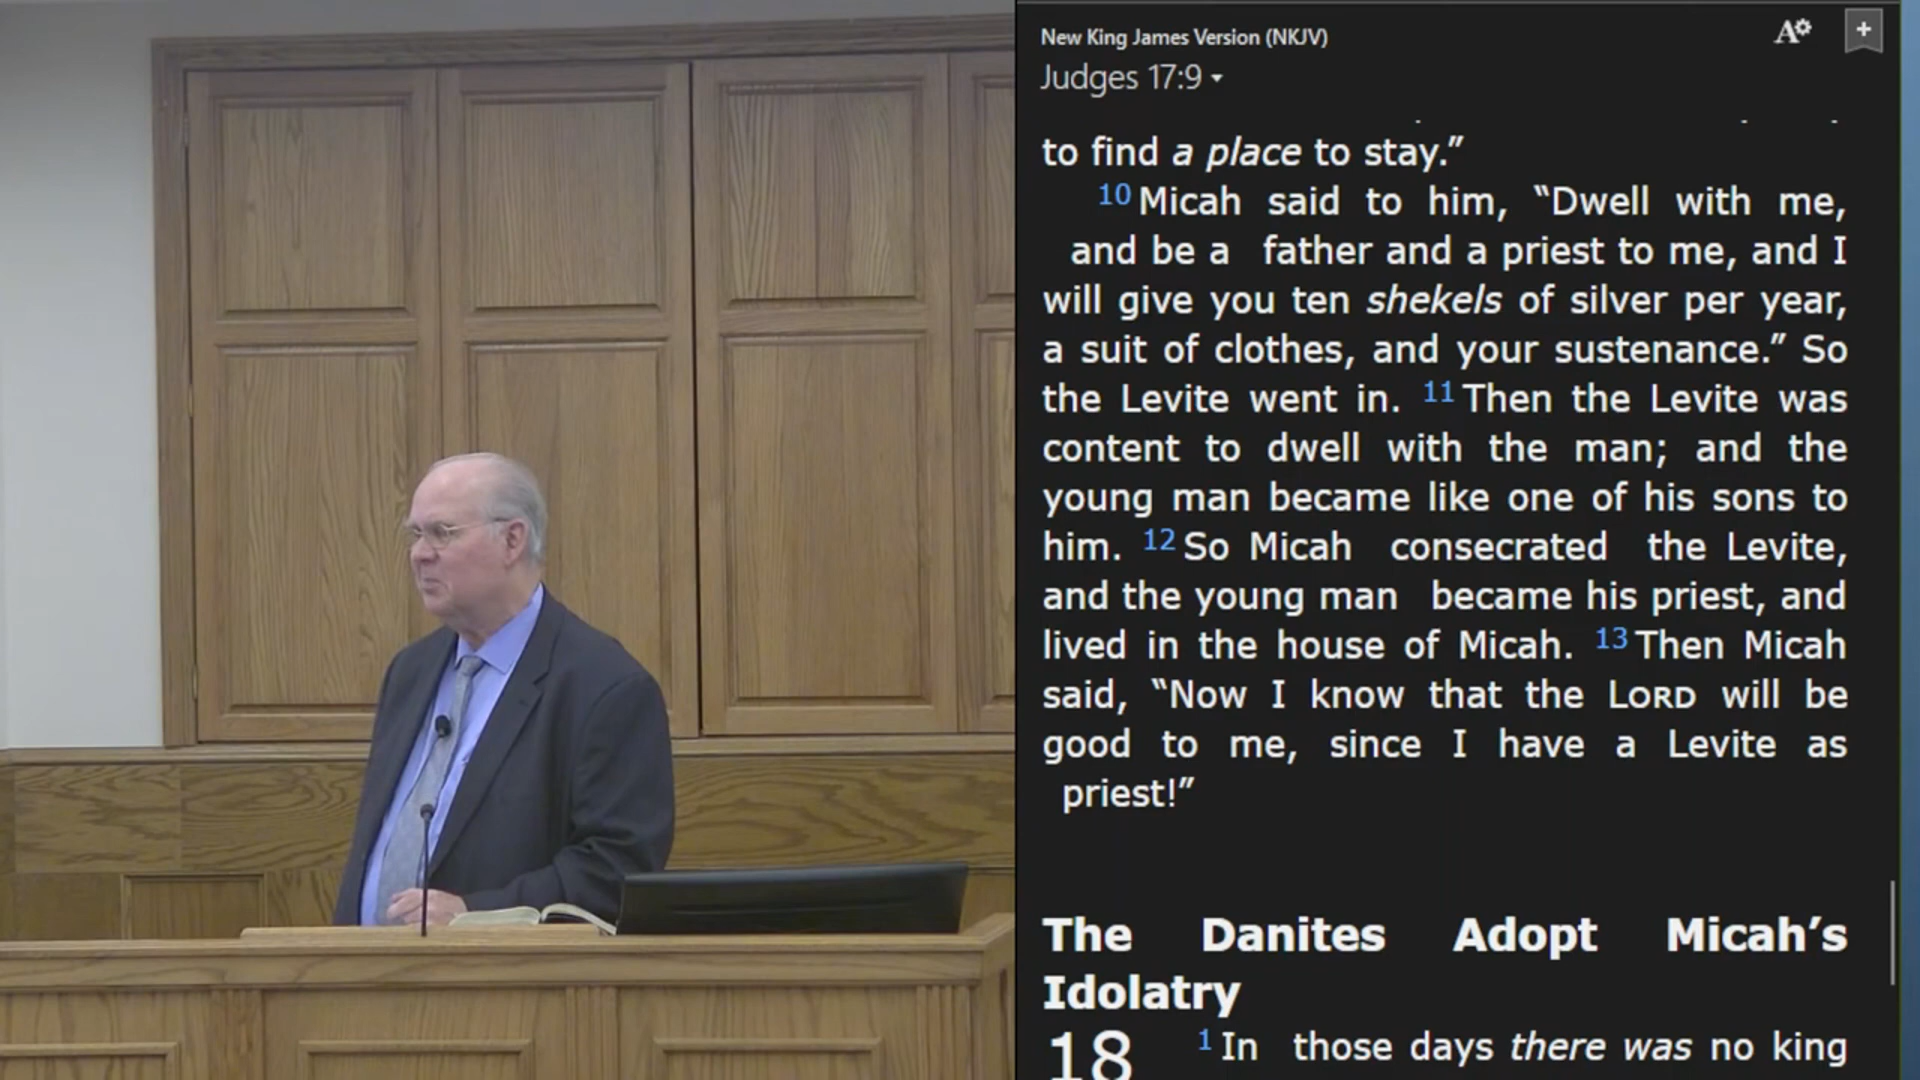 New King James Version (NKJV)
Judges 17:9
to find a place to stay.”
10 Micah said to him, “Dwell with me,
and be a father and a priest to me, and I
will give you ten shekels of silver per year,
a suit of clothes, and your sustenance.” So
the Levite went in. 11 Then the Levite was
content to dwell with the man; and the
young man became like one of his sons to
him. 12 So Micah consecrated the Levite,
and the young man became his priest, and
lived in the house of Micah. 13 Then Micah
said, “Now I know that the LORD will be
good to me, since I have a Levite as
priest!”
The Danites Adopt Micah’s
Idolatry
18 1 In those days there was no king